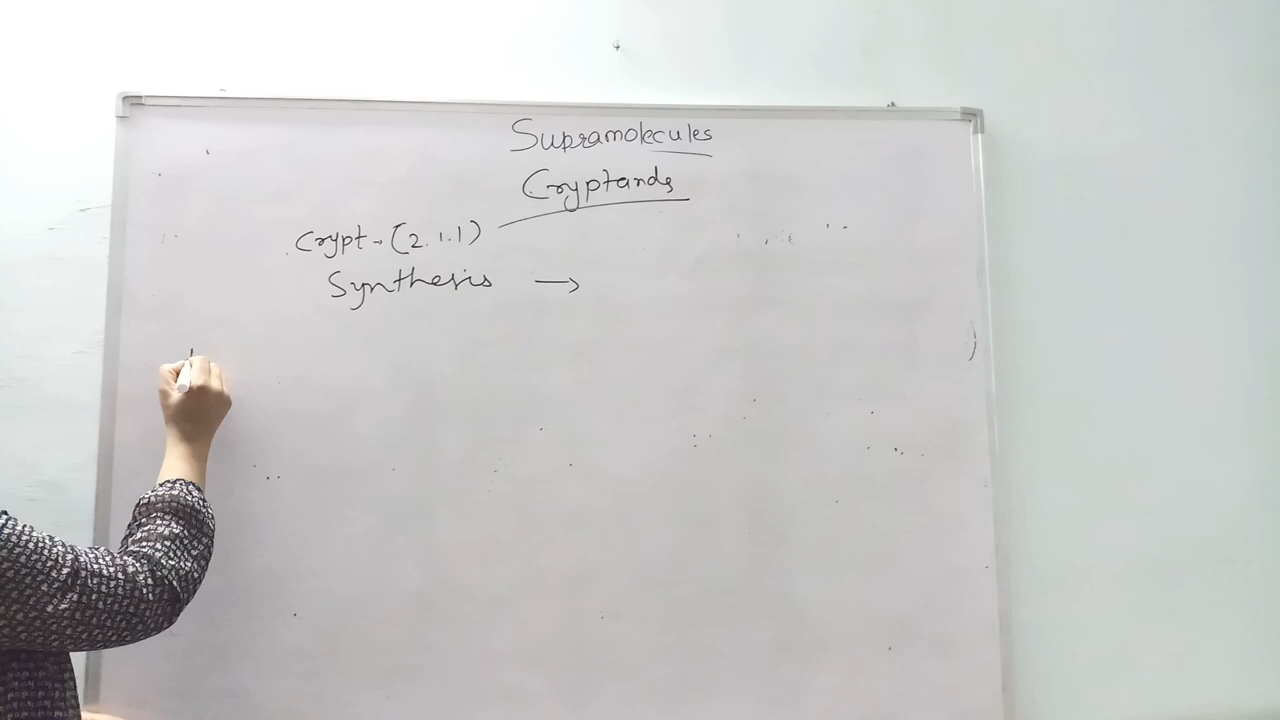 Supramolecules
Cryptands
Crypt-(2.1.1)
Synthesis →